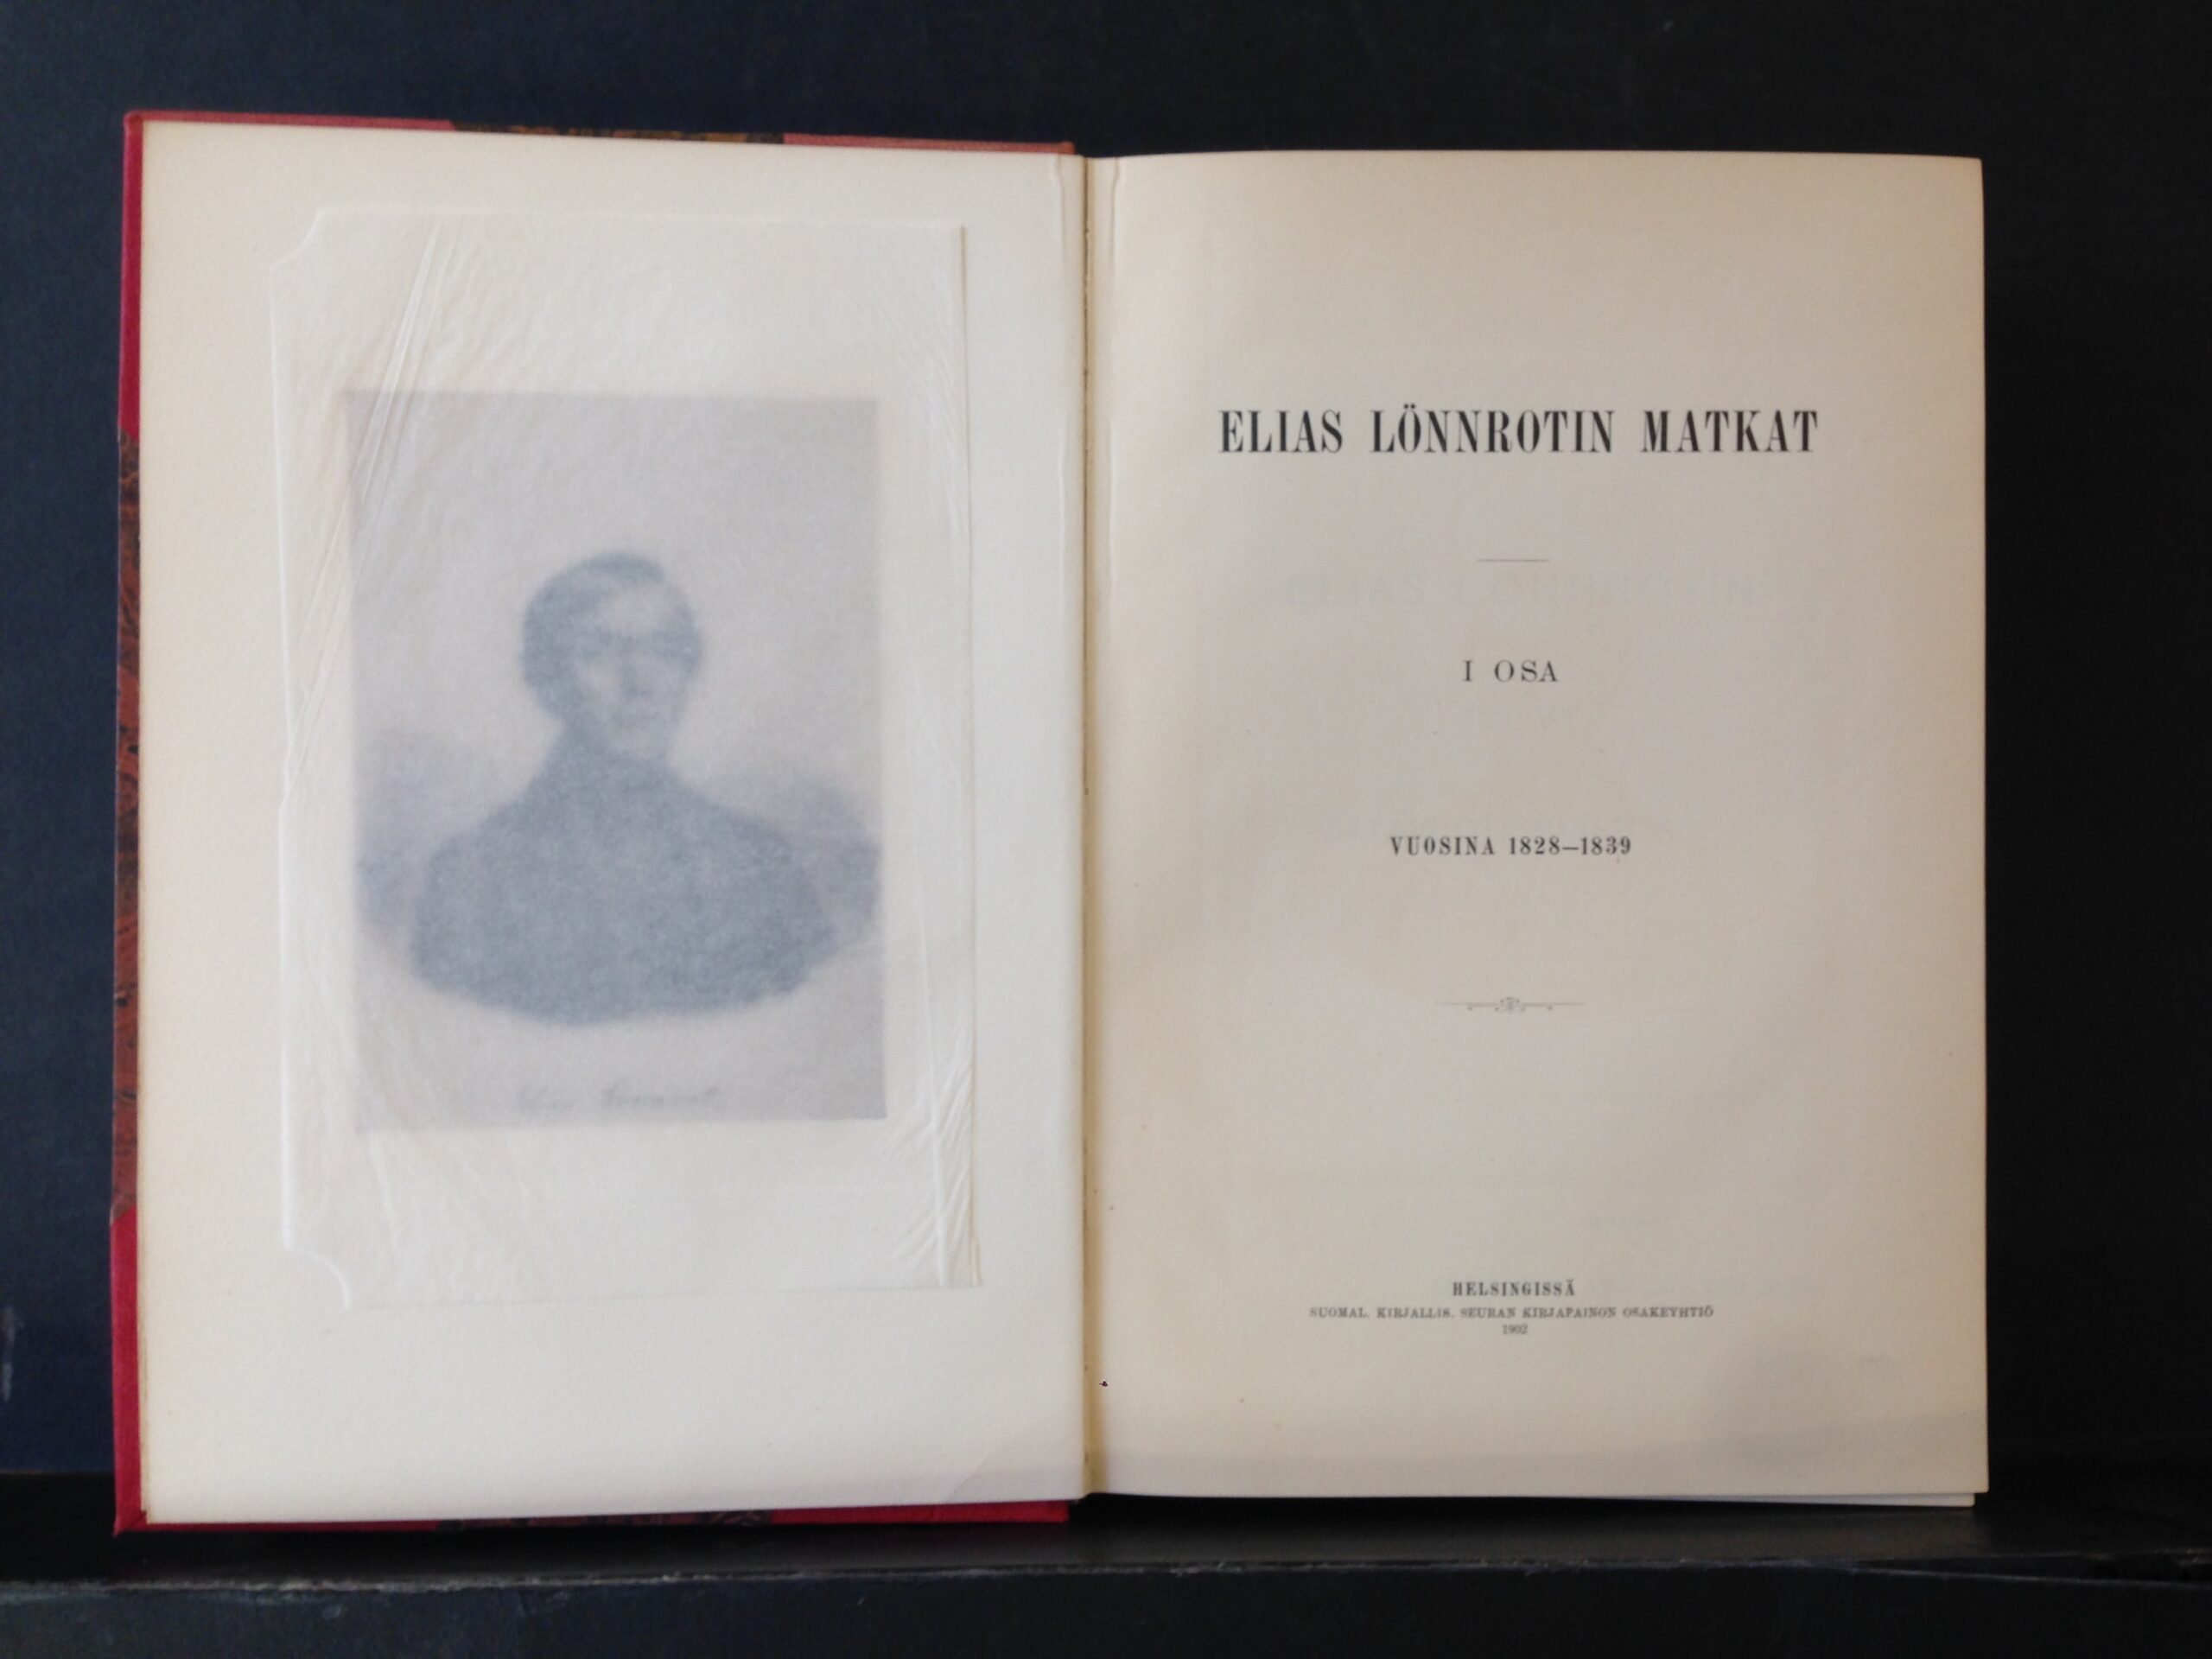 ELIAS LÖNNROTIN MATKAT
I OSA
VUOSINA 1828–1839
HELSINGISSÄ
SUOMAL. KIRJALLIS. SEURAN KIRJAPAINON OSAKEYHTIÖ
1902